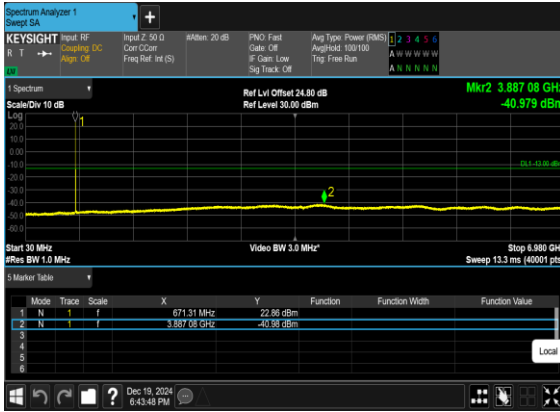 Spectrum Analyzer 1
Swept SA
+
KEYSIGHT Input: RF Input Z: 50 Ω #Atten: 20 dB PNO: Fast Avg Type: Power (RMS) 1 2 3 4 5 6
R T Coupling: DC Corr CCorr Gate: Off Avg|Hold: 100/100 A W W W W W
Align: Off Freq Ref: Int (S) IF Gain: Low Trig: Free Run
Sig Track: Off A N N N N N
1 Spectrum Ref Lvl Offset 24.80 dB Mkr2 3.887 08 GHz
Scale/Div 10 dB Ref Level 30.00 dBm -40.979 dBm
Log
1
20.0
10.0
0.00
-10.0
DL1 -13.00 dBm
-20.0
-30.0
2
-40.0
-50.0
-60.0
Start 30 MHz Video BW 3.0 MHz* Stop 6.980 GHz
#Res BW 1.0 MHz Sweep 13.3 ms (40001 pts)
5 Marker Table
Mode Trace Scale X Y Function Function Width Function Value
1 N 1 f 671.31 MHz 22.86 dBm
2 N 1 f 3.887 08 GHz -40.98 dBm
3
4
5
6
Local
? Dec 19, 2024
6:43:48 PM